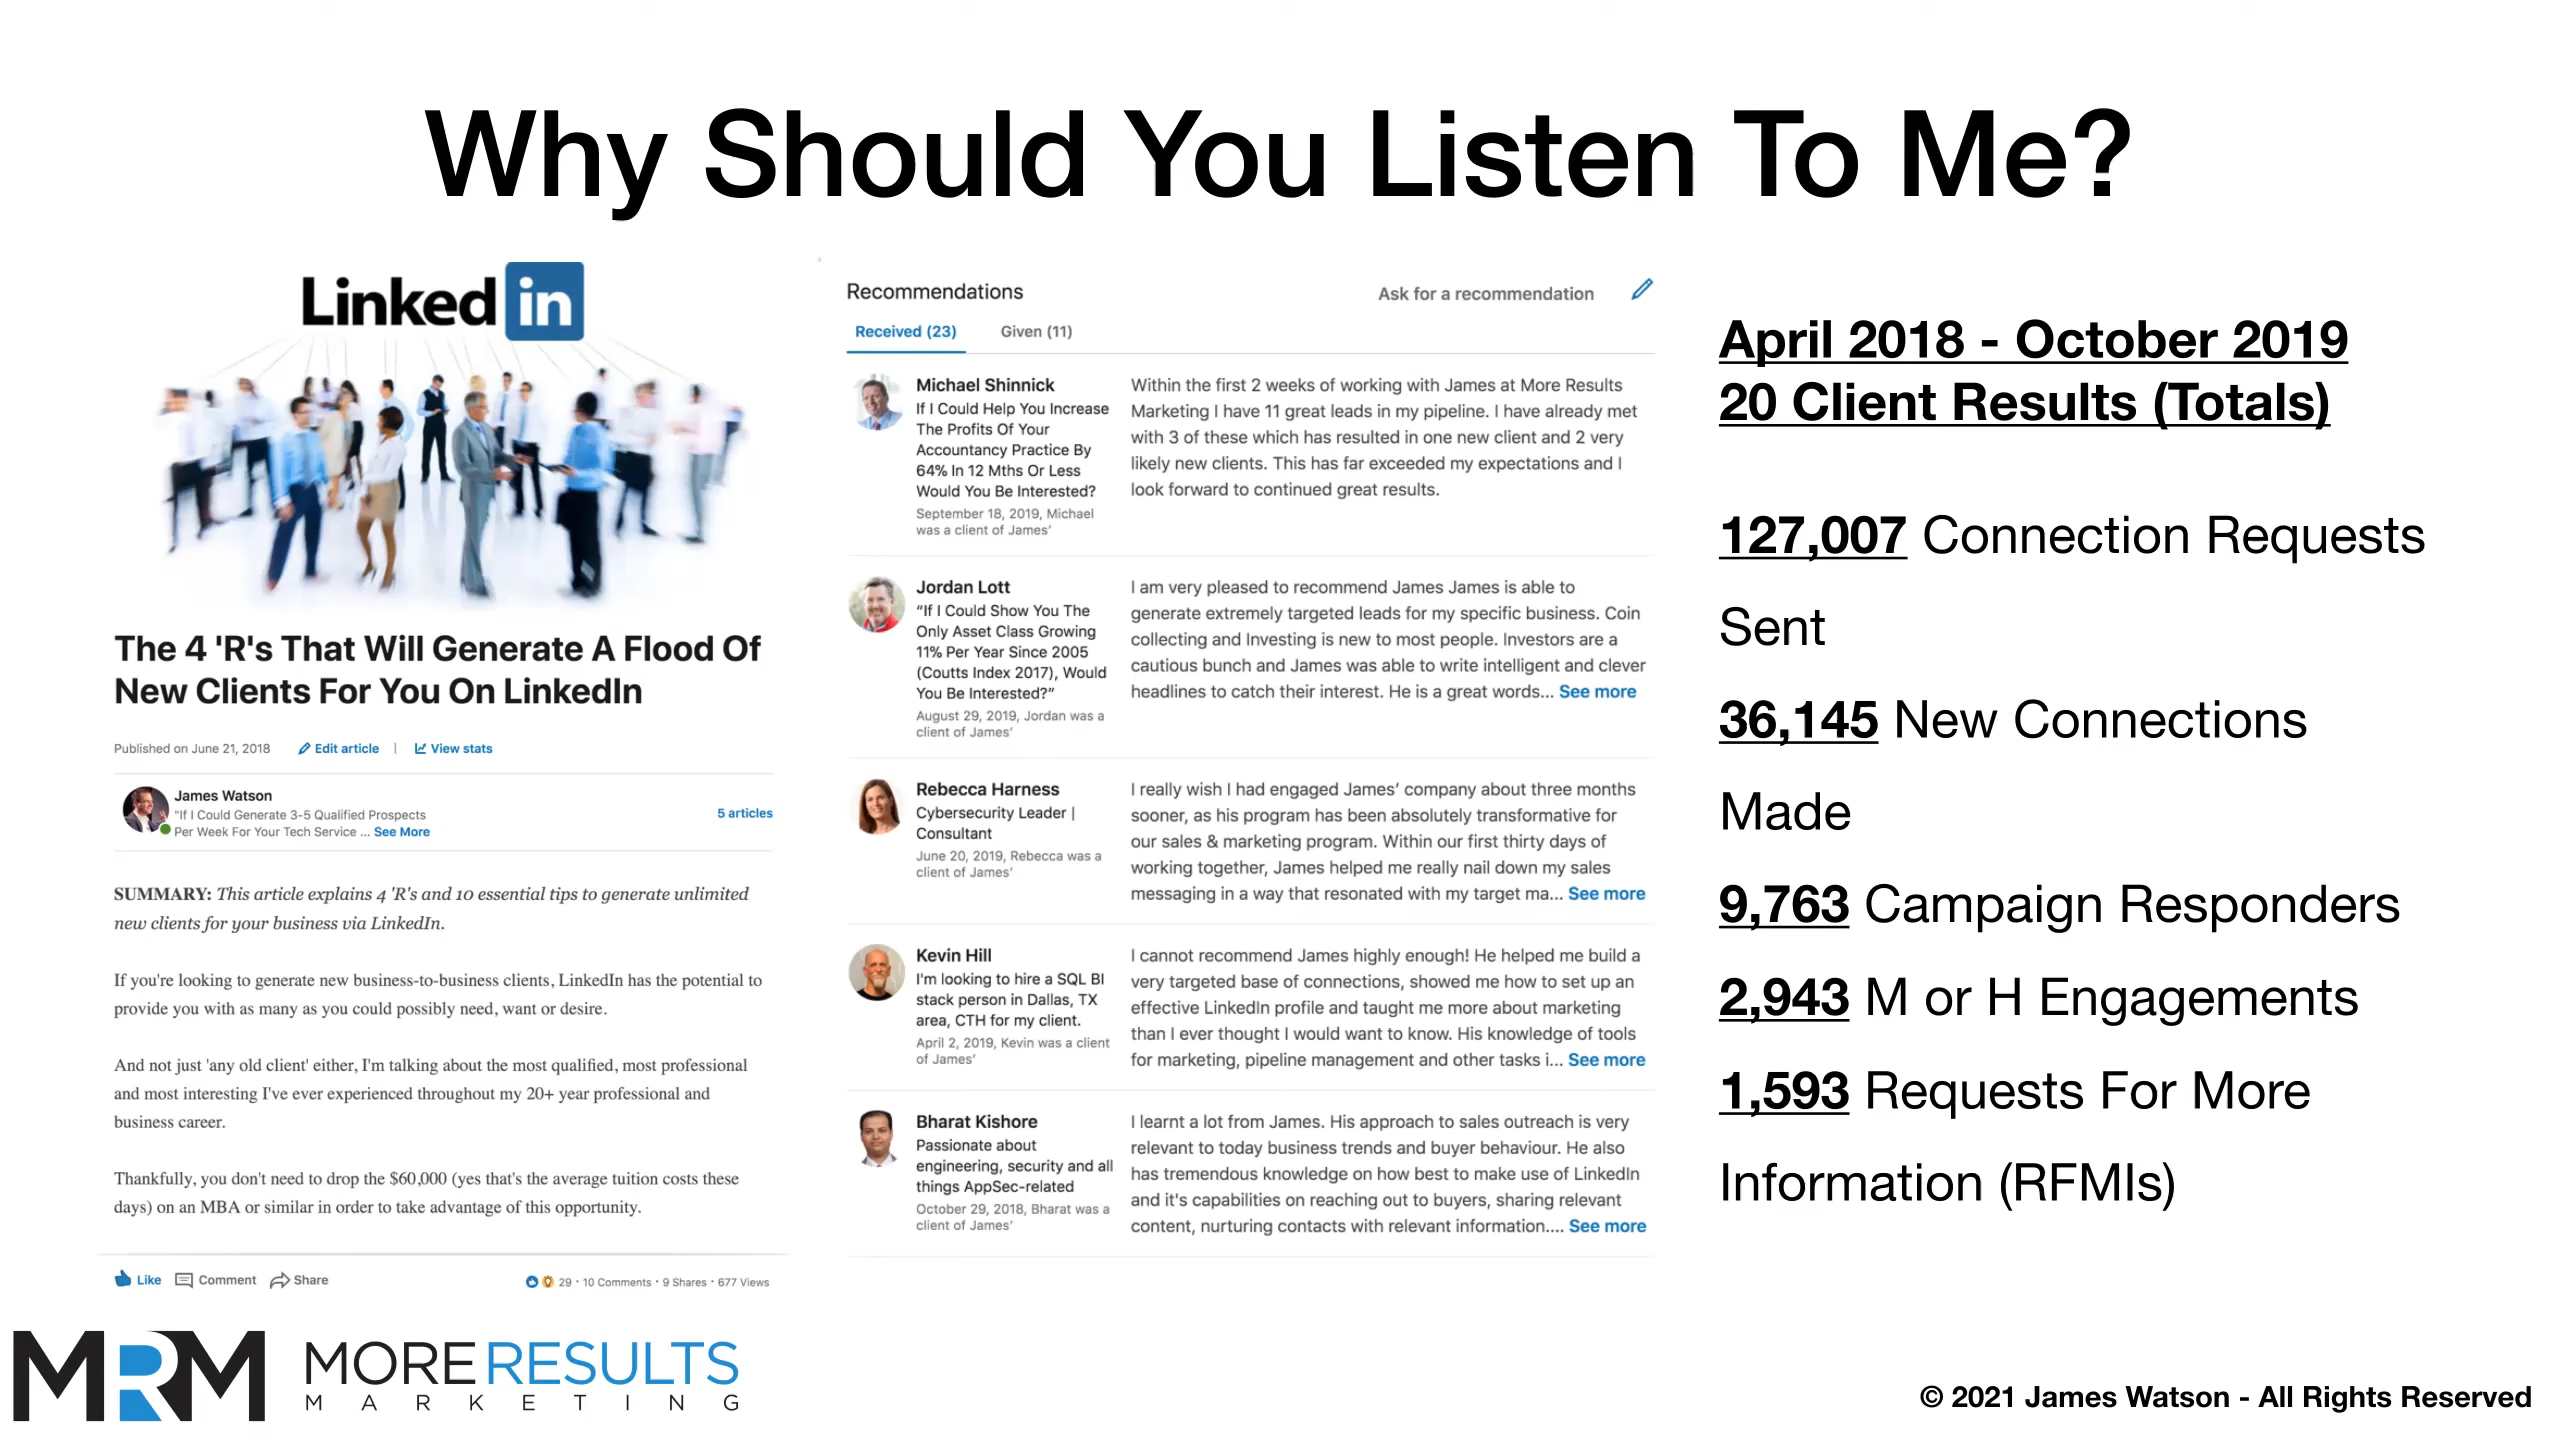 Why Should You Listen To Me?
Linked in
The 4 'R's That Will Generate A Flood Of
New Clients For You On LinkedIn
Published on June 21, 2018 Edit article | View stats
James Watson
"If I Could Generate 3-5 Qualified Prospects
Per Week For Your Tech Service ... See More
5 articles
SUMMARY: This article explains 4 'R's and 10 essential tips to generate unlimited
new clients for your business via LinkedIn.
If you're looking to generate new business-to-business clients, LinkedIn has the potential to
provide you with as many as you could possibly need, want or desire.
And not just 'any old client' either, I'm talking about the most qualified, most professional
and most interesting I've ever experienced throughout my 20+ year professional and
business career.
Thankfully, you don't need to drop the $60,000 (yes that's the average tuition costs these
days) on an MBA or similar in order to take advantage of this opportunity.
Like Comment Share 29 · 10 Comments · 9 Shares · 677 Views
Recommendations
Ask for a recommendation
Received (23) Given (11)
Michael Shinnick
If I Could Help You Increase
The Profits Of Your
Accountancy Practice By
64% In 12 Mths Or Less
Would You Be Interested?
September 18, 2019, Michael
was a client of James'
Within the first 2 weeks of working with James at More Results
Marketing I have 11 great leads in my pipeline. I have already met
with 3 of these which has resulted in one new client and 2 very
likely new clients. This has far exceeded my expectations and I
look forward to continued great results.
Jordan Lott
“If I Could Show You The
Only Asset Class Growing
11% Per Year Since 2005
(Coutts Index 2017), Would
You Be Interested?”
August 29, 2019, Jordan was a
client of James'
I am very pleased to recommend James James is able to
generate extremely targeted leads for my specific business. Coin
collecting and Investing is new to most people. Investors are a
cautious bunch and James was able to write intelligent and clever
headlines to catch their interest. He is a great words... See more
Rebecca Harness
Cybersecurity Leader |
Consultant
June 20, 2019, Rebecca was a
client of James'
I really wish I had engaged James’ company about three months
sooner, as his program has been absolutely transformative for
our sales & marketing program. Within our first thirty days of
working together, James helped me really nail down my sales
messaging in a way that resonated with my target ma... See more
Kevin Hill
I'm looking to hire a SQL BI
stack person in Dallas, TX
area, CTH for my client.
April 2, 2019, Kevin was a client
of James'
I cannot recommend James highly enough! He helped me build a
very targeted base of connections, showed me how to set up an
effective LinkedIn profile and taught me more about marketing
than I ever thought I would want to know. His knowledge of tools
for marketing, pipeline management and other tasks i... See more
Bharat Kishore
Passionate about
engineering, security and all
things AppSec-related
October 29, 2018, Bharat was a
client of James'
I learnt a lot from James. His approach to sales outreach is very
relevant to today business trends and buyer behaviour. He also
has tremendous knowledge on how best to make use of LinkedIn
and it's capabilities on reaching out to buyers, sharing relevant
content, nurturing contacts with relevant information.... See more
April 2018 - October 2019
20 Client Results (Totals)
127,007 Connection Requests
Sent
36,145 New Connections
Made
9,763 Campaign Responders
2,943 M or H Engagements
1,593 Requests For More
Information (RFMIs)
MRM MORERESULTS
MARKETING
© 2021 James Watson - All Rights Reserved